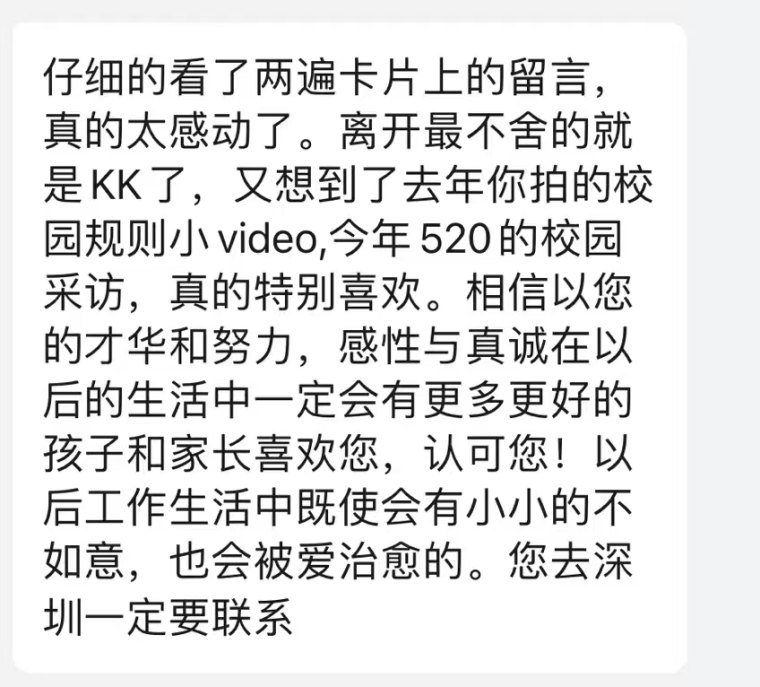 仔细的看了两遍卡片上的留言，
真的太感动了。离开最不舍的就
是KK了，又想到了去年你拍的校
园规则小video,今年520的校园
采访，真的特别喜欢。相信以您
的才华和努力，感性与真诚在以
后的生活中一定会有更多更好的
孩子和家长喜欢您，认可您！以
后工作生活中既使会有小小的不
如意，也会被爱治愈的。您去深
圳一定要联系